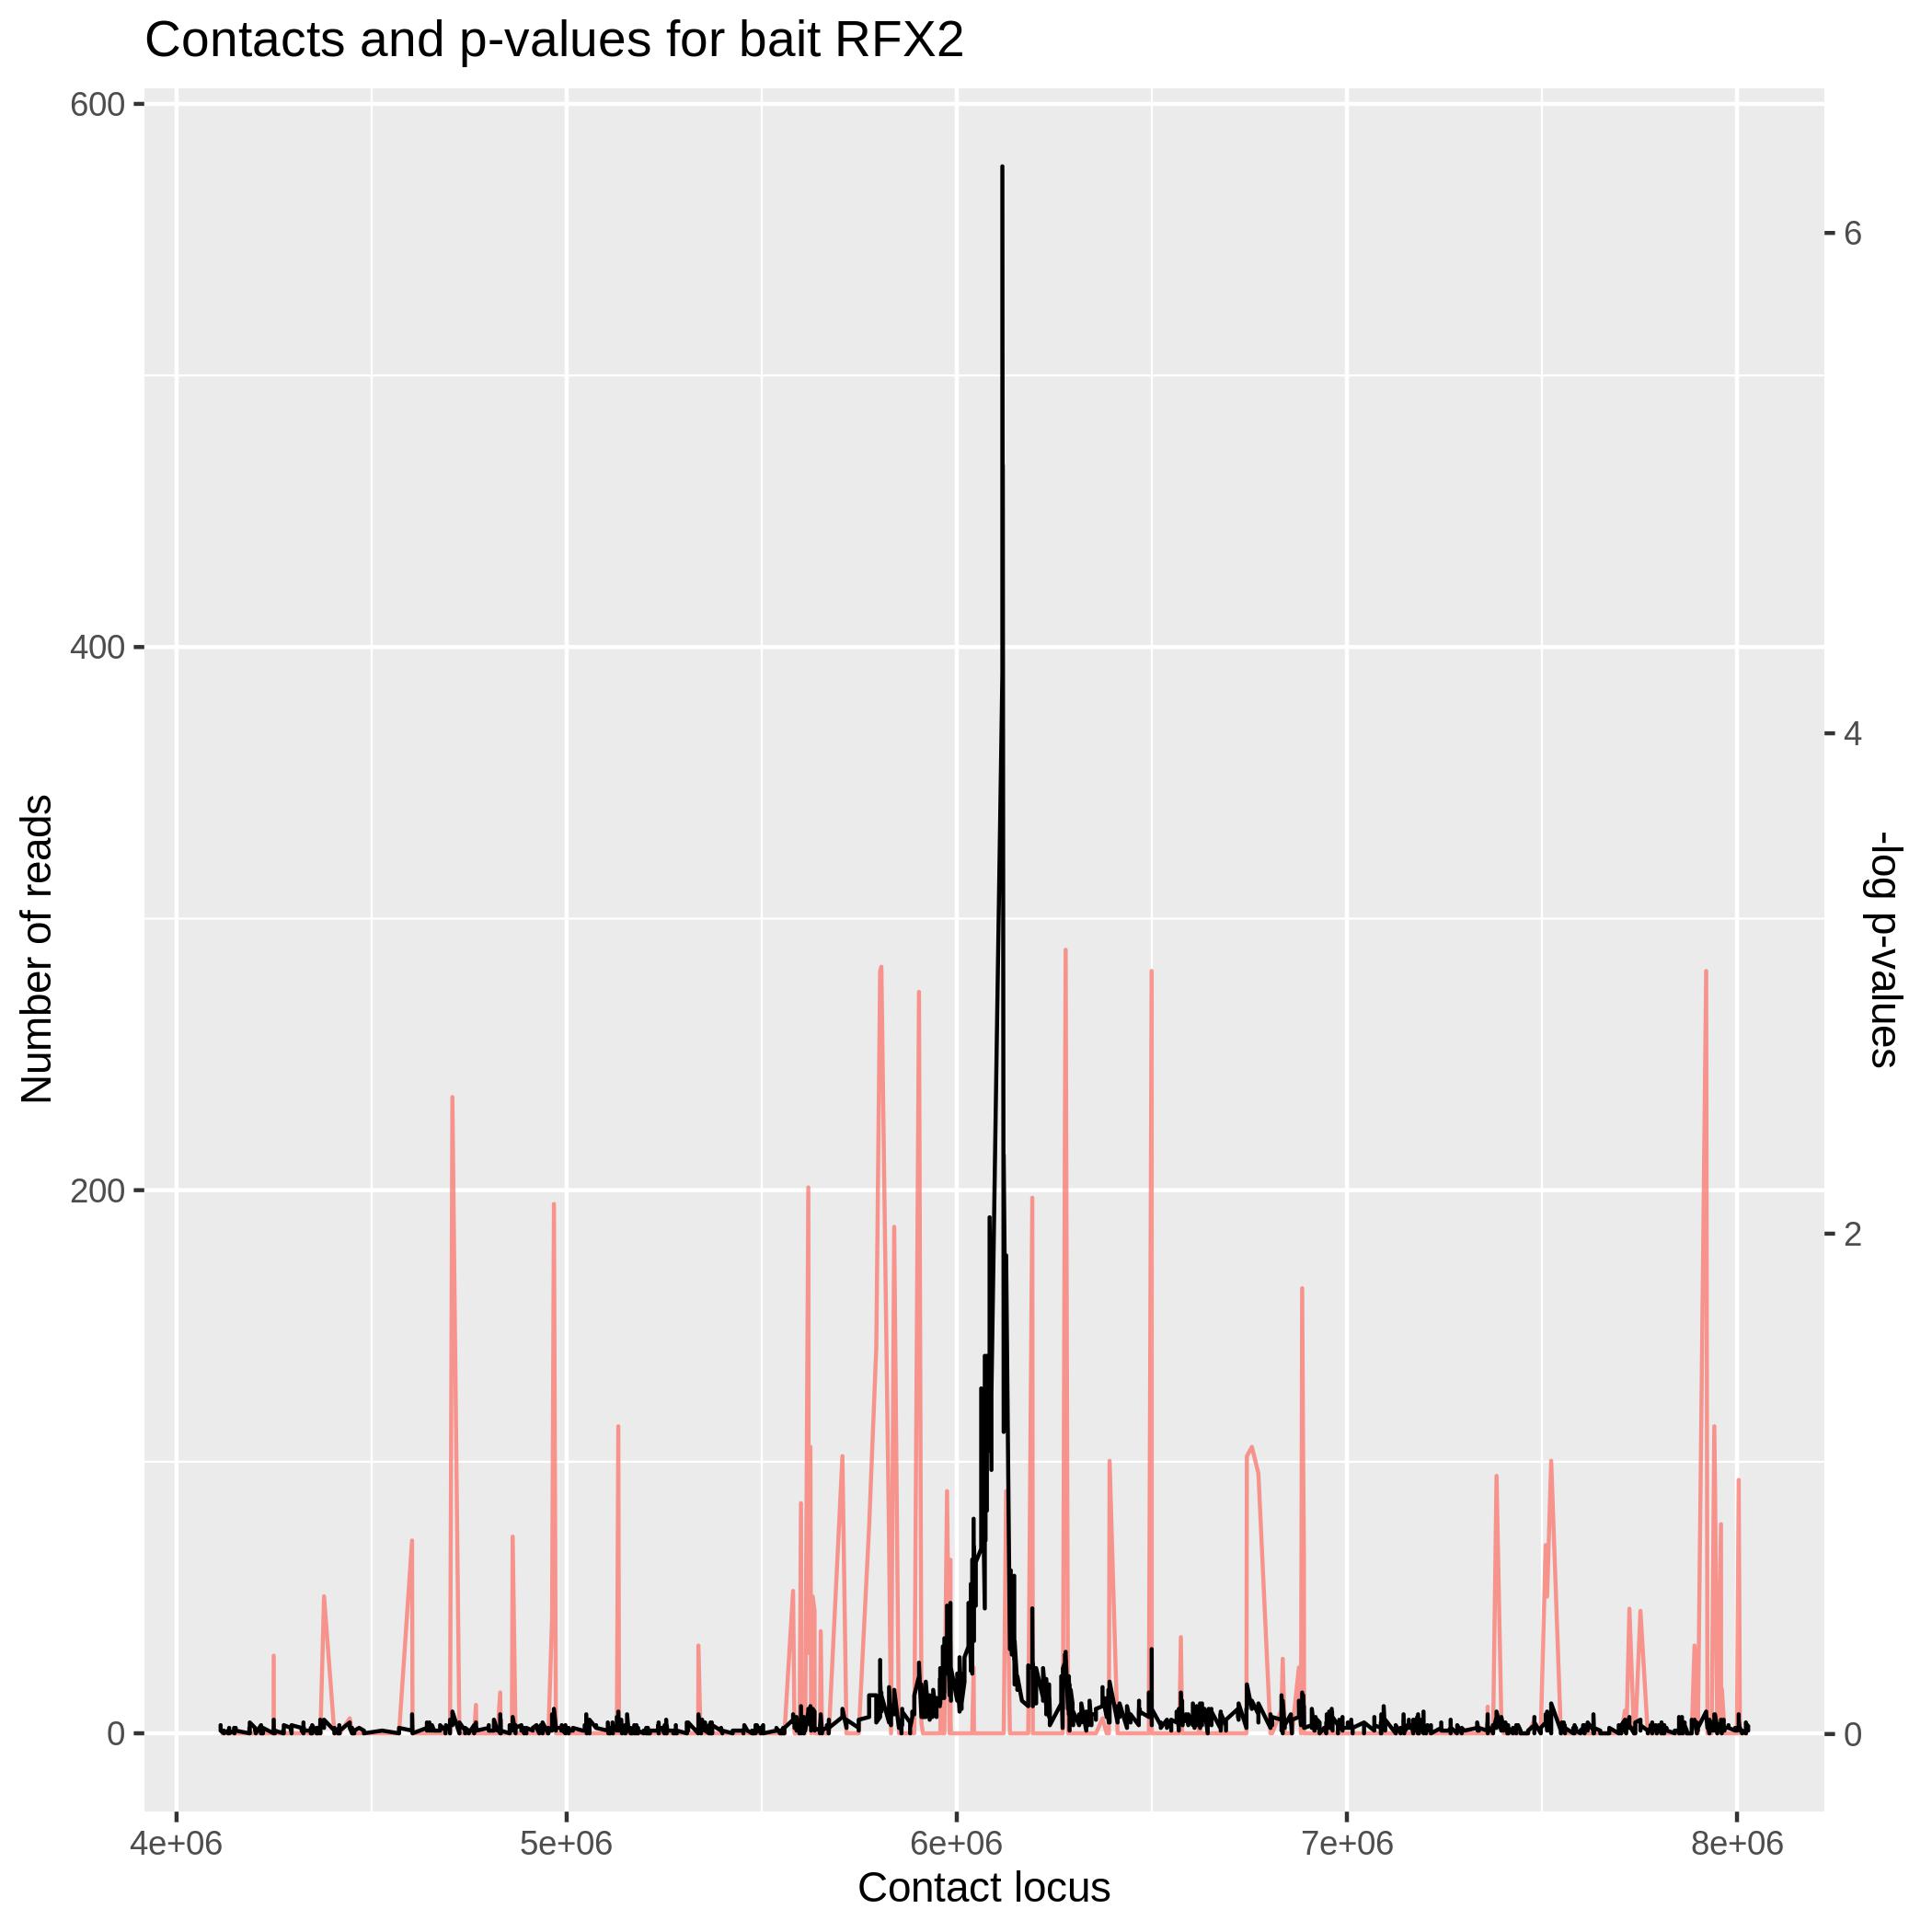 Contacts and p-values for bait RFX2
600
400
200
0
Number of reads
6
4
2
0
-log p-values
4e+06
5e+06
6e+06
7e+06
8e+06
Contact locus